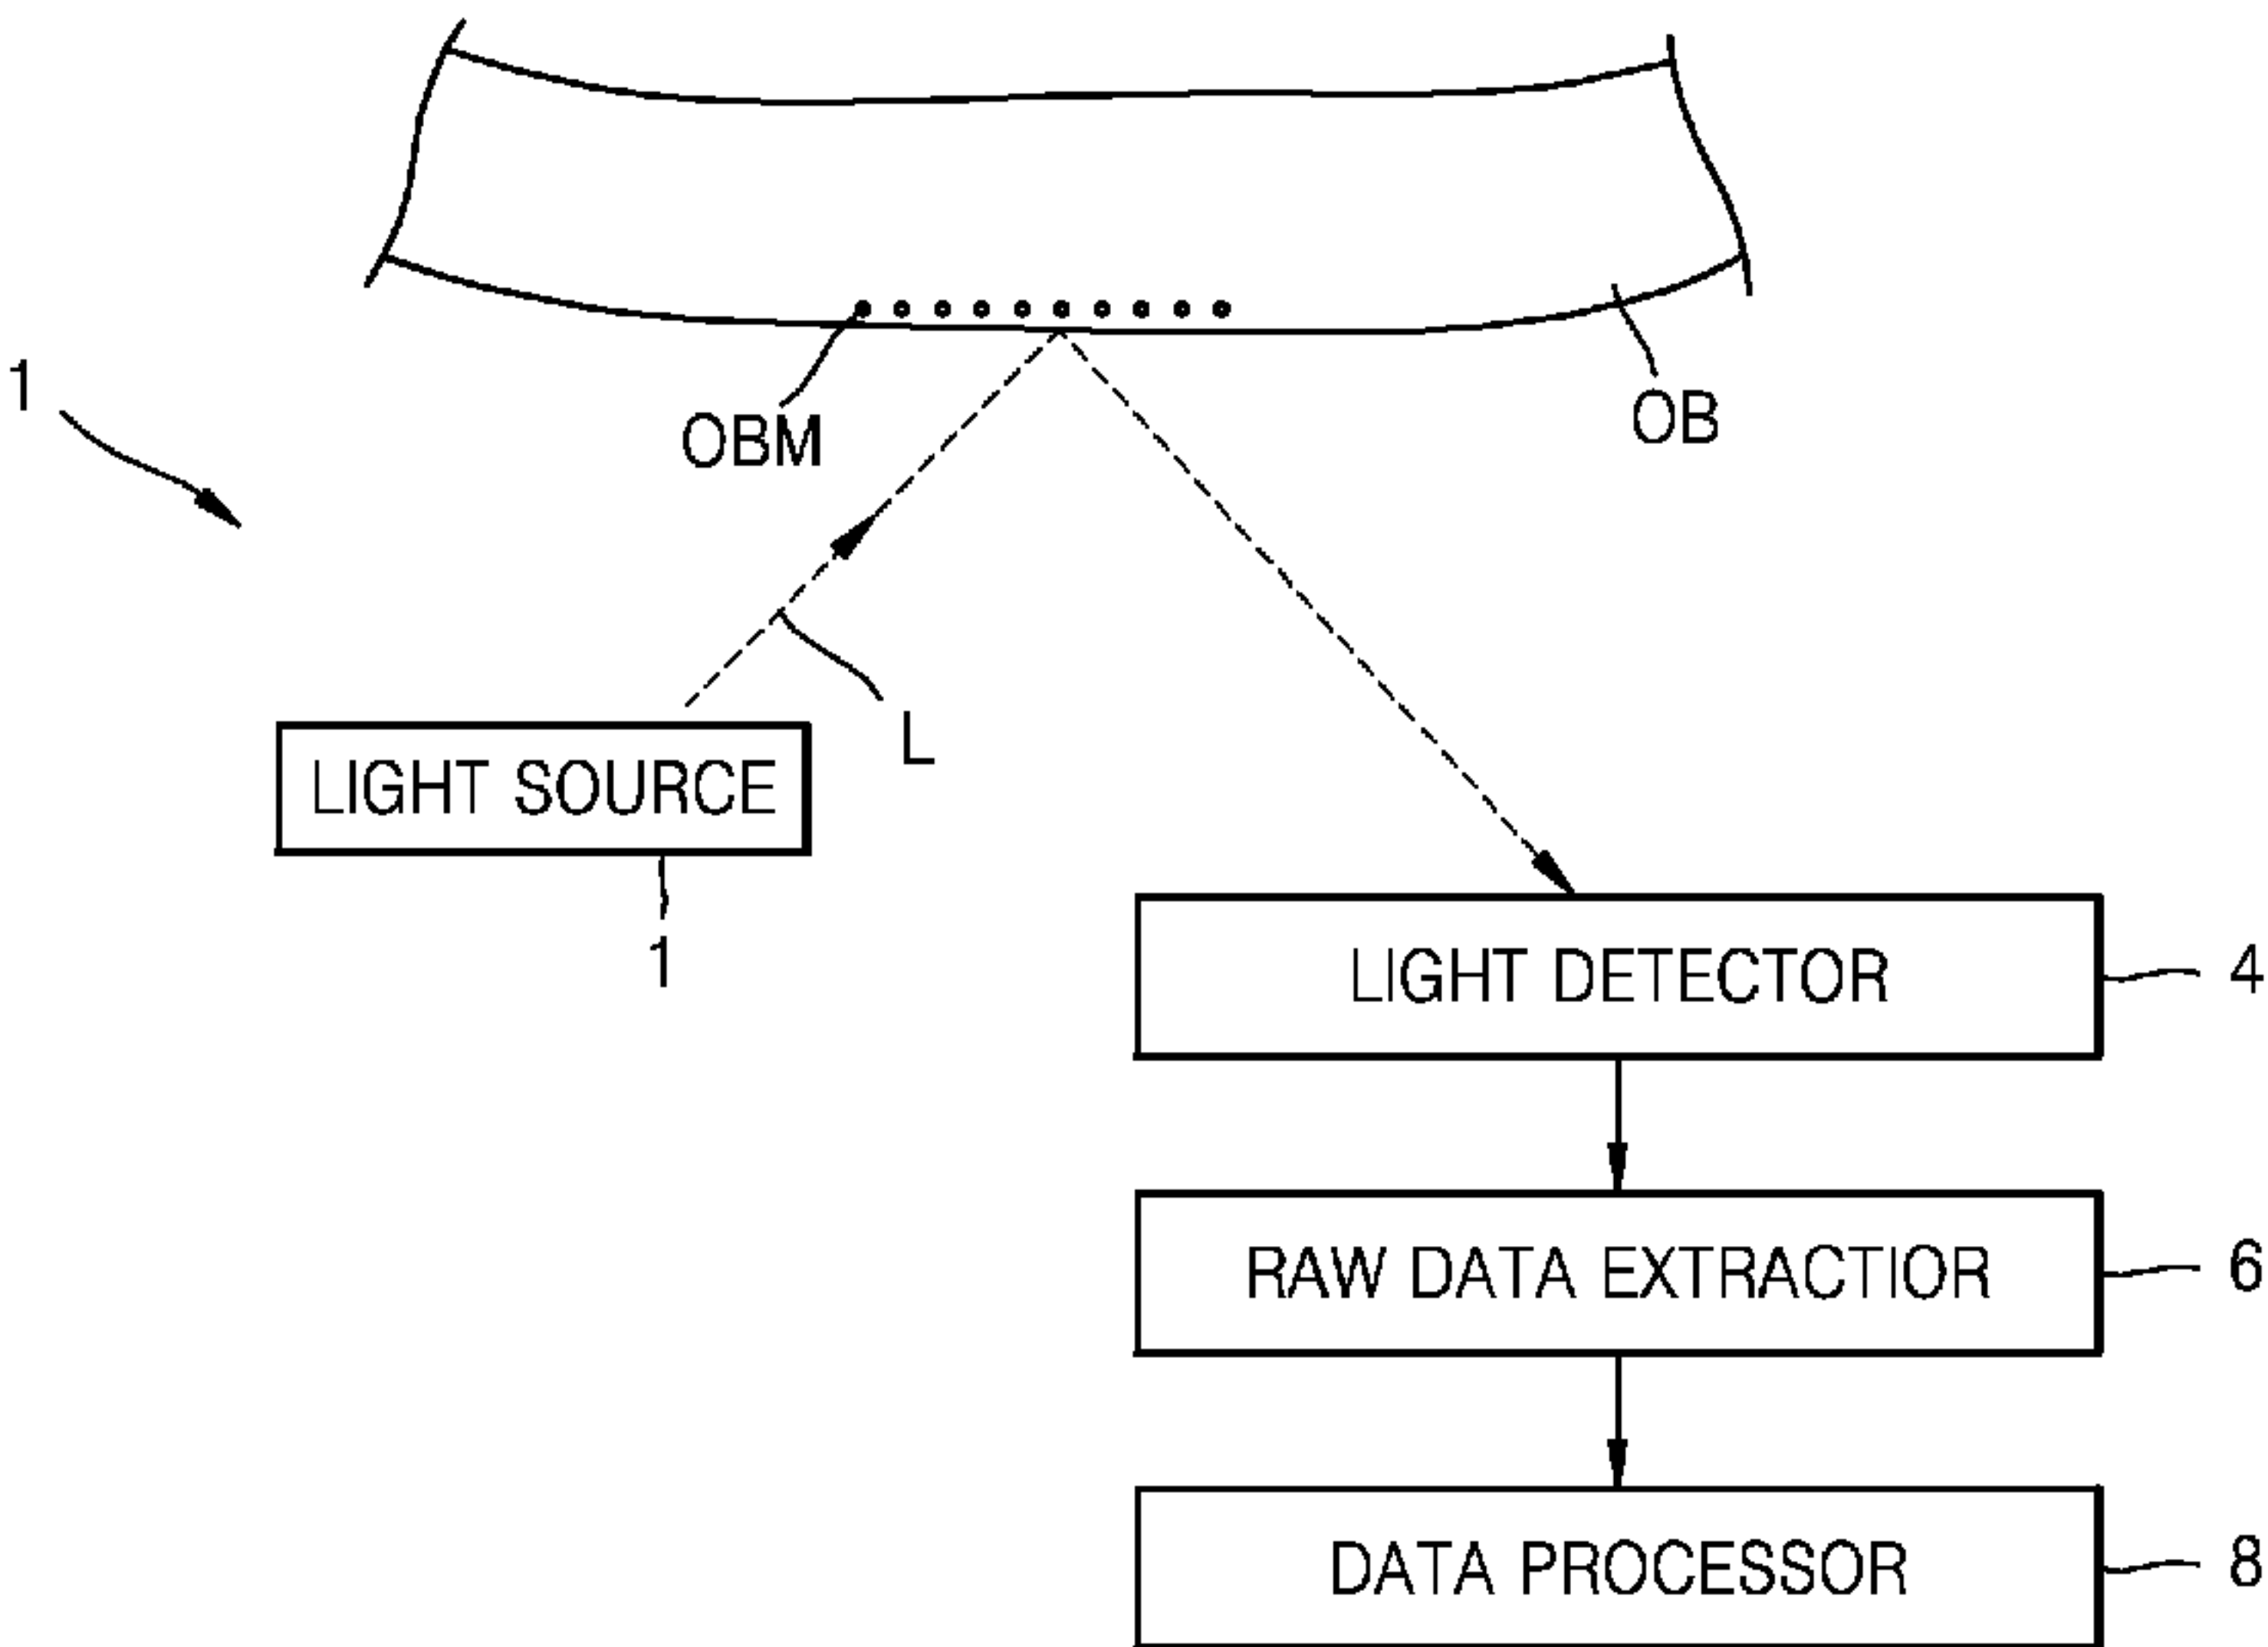 1
OBM
OB
L
LIGHT SOURCE
1
LIGHT DETECTOR
4
RAW DATA EXTRACTIOR
6
DATA PROCESSOR
8